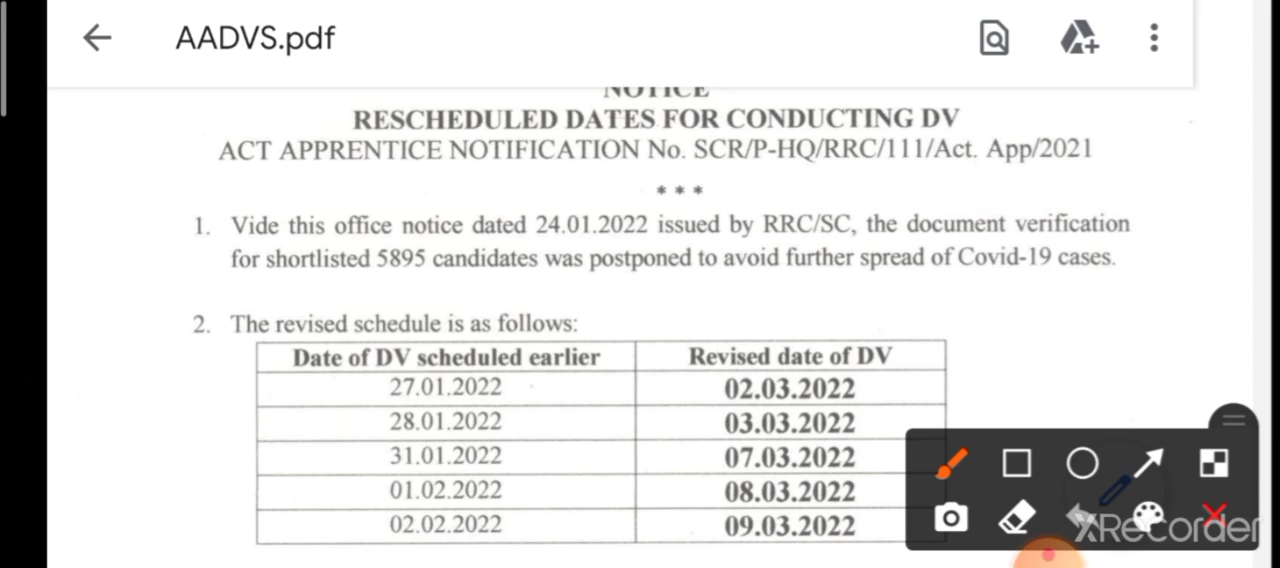 AADVS.pdf
NOTICE
RESCHEDULED DATES FOR CONDUCTING DV
ACT APPRENTICE NOTIFICATION No. SCR/P-HQ/RRC/111/Act. App/2021
* * *
1. Vide this office notice dated 24.01.2022 issued by RRC/SC, the document verification
for shortlisted 5895 candidates was postponed to avoid further spread of Covid-19 cases.
2. The revised schedule is as follows:
Date of DV scheduled earlier Revised date of DV
27.01.2022 02.03.2022
28.01.2022 03.03.2022
31.01.2022 07.03.2022
01.02.2022 08.03.2022
02.02.2022 09.03.2022
XRecorder